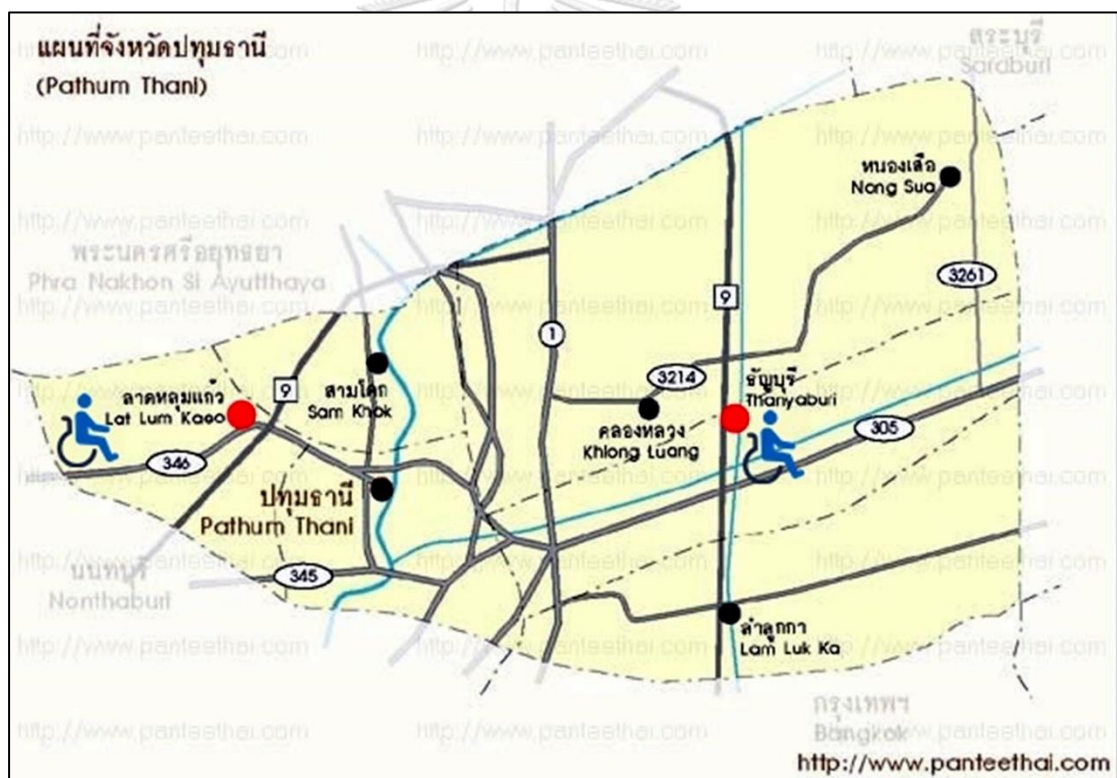 แผนที่จังหวัดปทุมธานี
(Pathum Thani)
สระบุรี
Saraburi
http://www.panteethai.com
หนองเสือ
Nong Sua
พระนครศรีอยุธยา
Phra Nakhon Si Ayutthaya
3261
9
1
ลาดหลุมแก้ว
Lat Lum Kaeo
9
สามโคก
Sam Khok
3214
ธัญบุรี
Thanyaburi
คลองหลวง
Khlong Luang
305
346
ปทุมธานี
Pathum Thani
นนทบุรี
Nonthaburi
345
ลำลูกกา
Lam Luk Ka
กรุงเทพฯ
Bangkok
http://www.panteethai.com